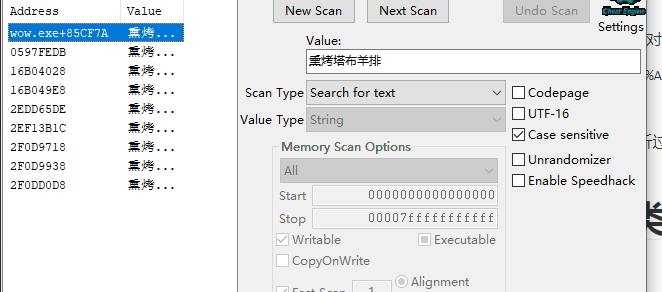 Address Value
wow.exe+85CF7A 熏烤...
0597FEDB 熏烤...
16B04028 熏烤...
16B049E8 熏烤...
2EDD65DE 熏烤...
2EF13B1C 熏烤...
2F0D9718 熏烤...
2F0D9938 熏烤...
2F0DD0D8 熏烤...
New Scan Next Scan Undo Scan
Cheat Engine
Settings
Value:
熏烤塔布羊排
Scan Type Search for text
Value Type String
Codepage
UTF-16
Case sensitive
Unrandomizer
Enable Speedhack
Memory Scan Options
All
Start 0000000000000000
Stop 00007fffffffffff
Writable Executable
CopyOnWrite
Fast Scan 1 Alignment
对
%A